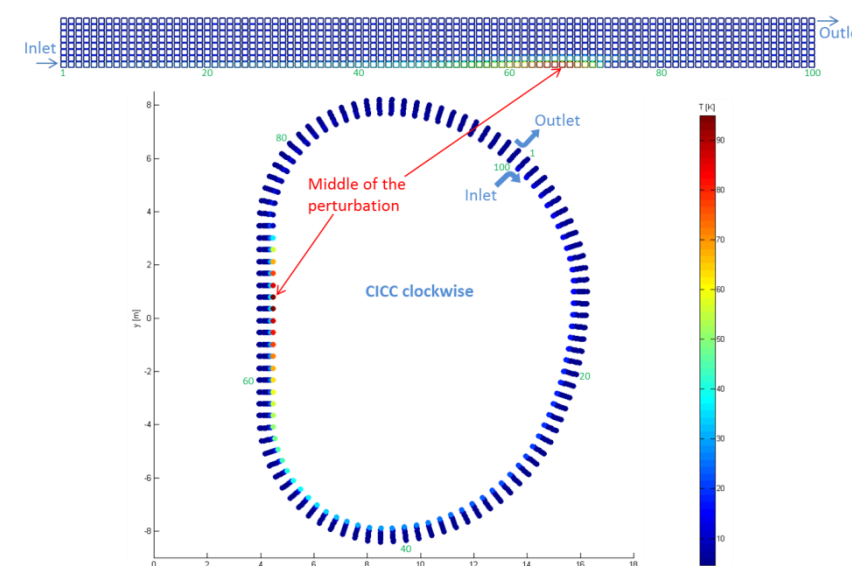 Inlet
Outle
1 20 40 60 80 100
T [K]
90
80
70
60
50
40
30
20
10
8
6
4
2
0
-2
-4
-6
-8
y [m]
80
Outlet
1
100
Inlet
Middle of the
perturbation
CICC clockwise
60
20
40
0 2 4 6 8 10 12 14 16 18